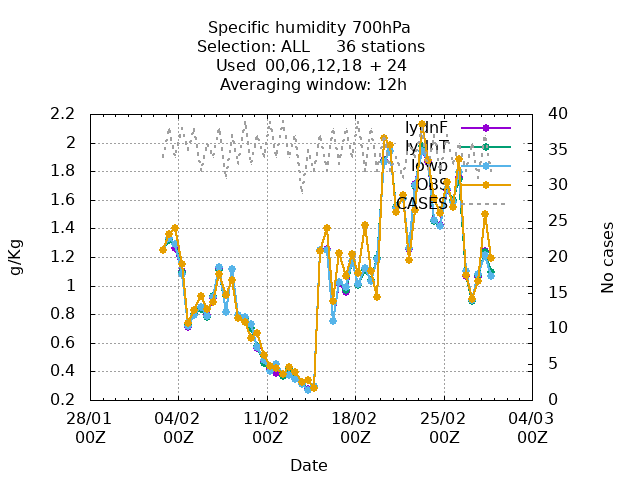 Specific humidity 700hPa
Selection: ALL     36 stations
Used  00,06,12,18 + 24
Averaging window: 12h
2.2
2
1.8
1.6
1.4
1.2
1
0.8
0.6
0.4
0.2
g/Kg
40
35
30
25
20
15
10
5
0
No cases
lydnF
lydnT
lowp
OBS
CASES
28/01 00Z
04/02 00Z
11/02 00Z
18/02 00Z
25/02 00Z
04/03 00Z
Date